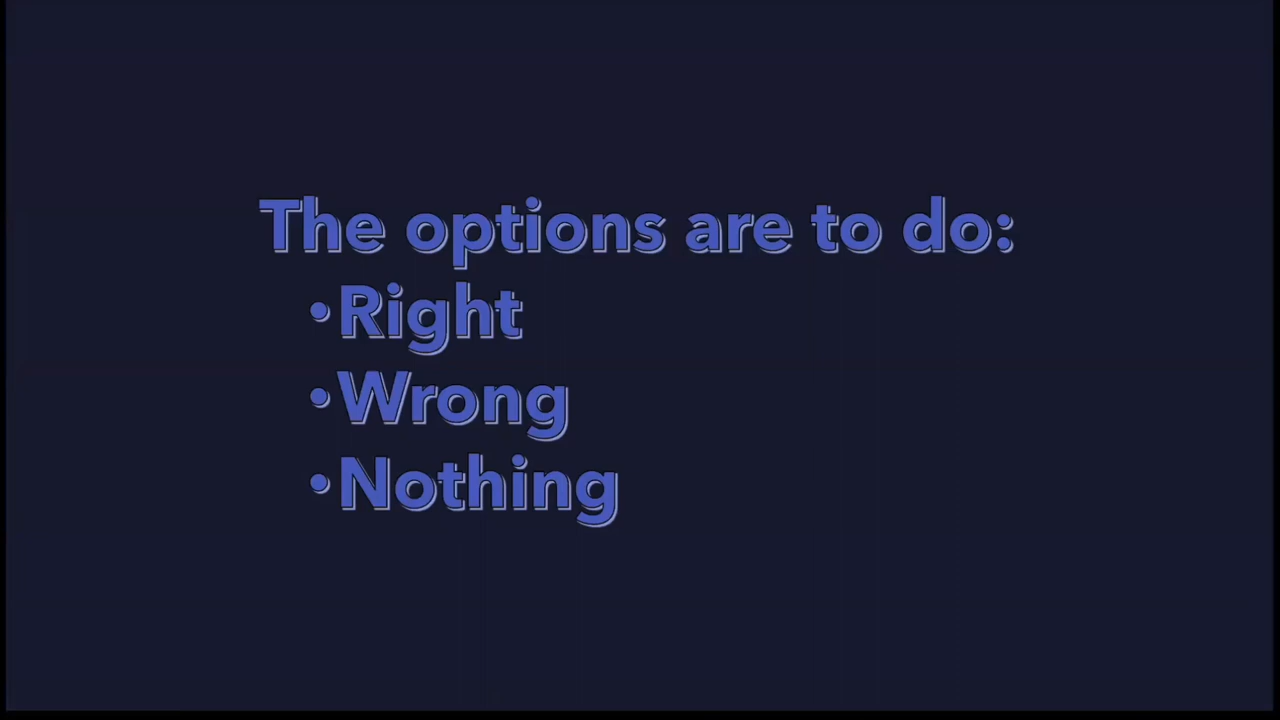 The options are to do:
•Right
•Wrong
•Nothing